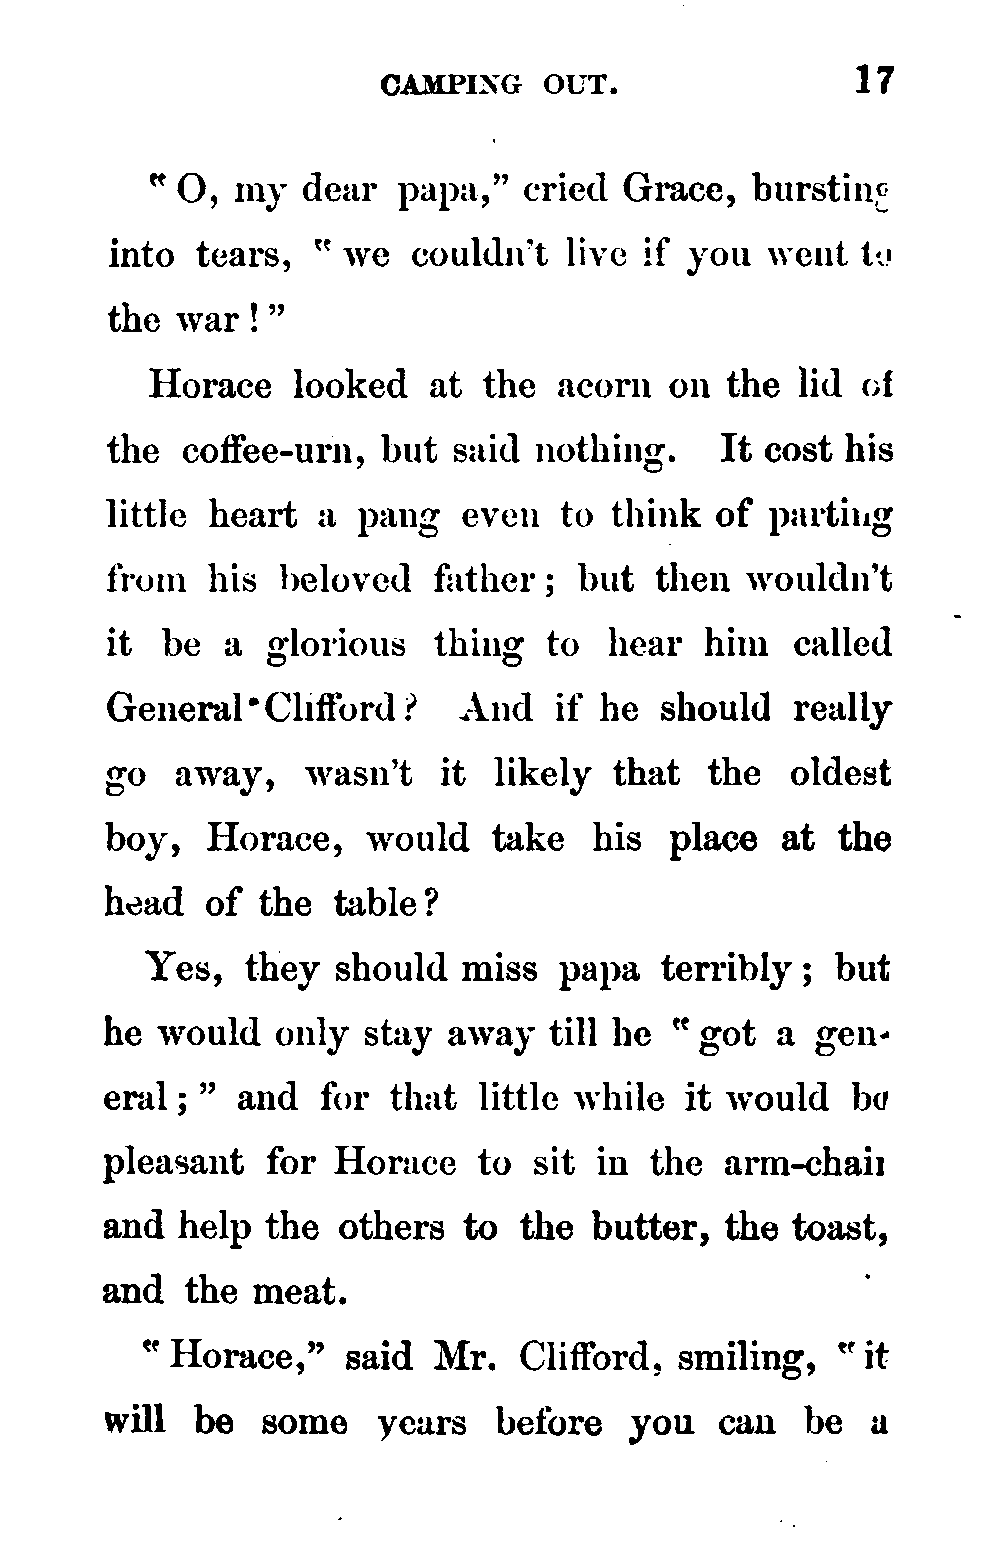 CAMPING OUT. 17
“O, my dear papa,” cried Grace, bursting
into tears, “we couldn’t live if you went to
the war!”
Horace looked at the acorn on the lid of
the coffee-urn, but said nothing. It cost his
little heart a pang even to think of parting
from his beloved father; but then wouldn’t
it be a glorious thing to hear him called
General Clifford? And if he should really
go away, wasn’t it likely that the oldest
boy, Horace, would take his place at the
head of the table?
Yes, they should miss papa terribly; but
he would only stay away till he “got a gen-
eral;” and for that little while it would be
pleasant for Horace to sit in the arm-chair
and help the others to the butter, the toast,
and the meat.
“Horace,” said Mr. Clifford, smiling, “it
will be some years before you can be a